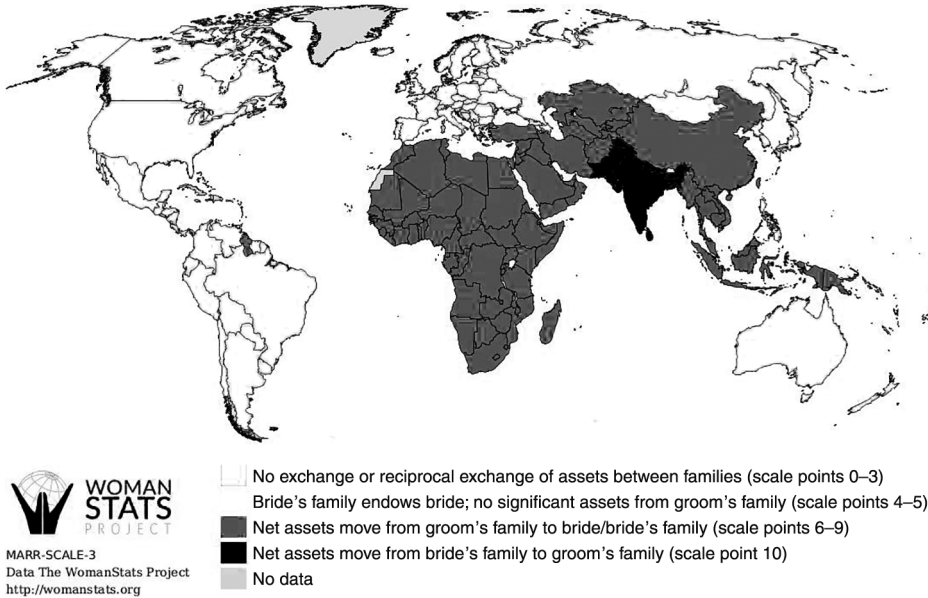 No exchange or reciprocal exchange of assets between families (scale points 0–3)
Bride’s family endows bride; no significant assets from groom’s family (scale points 4–5)
Net assets move from groom’s family to bride/bride’s family (scale points 6–9)
Net assets move from bride’s family to groom’s family (scale point 10)
No data
WOMAN
STATS
PROJECT
MARR-SCALE-3
Data The WomanStats Project
http://womanstats.org